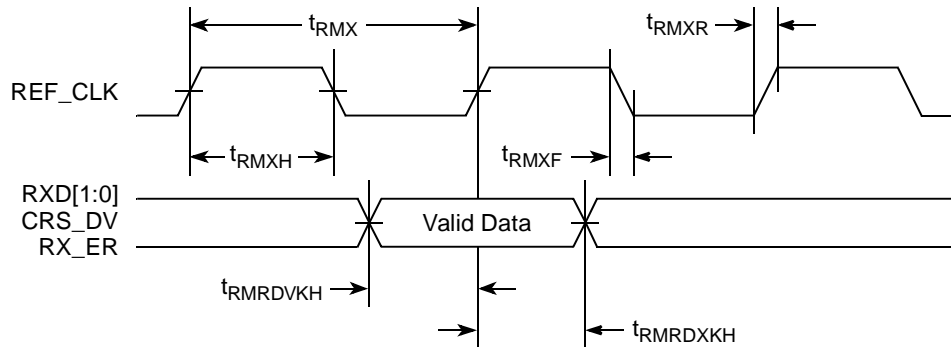 tRMX
tRMXR
REF_CLK
tRMXH
tRMXF
RXD[1:0]
CRS_DV
RX_ER
Valid Data
tRMRDVKH
tRMRDXKH